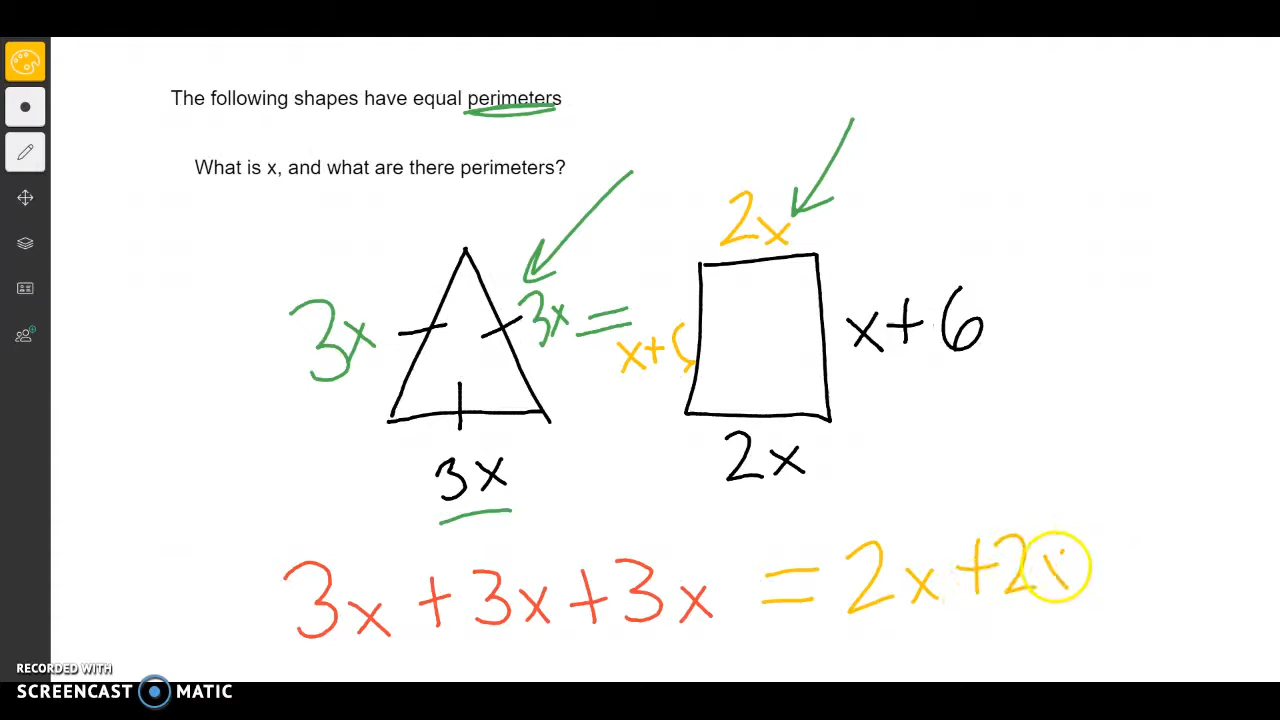 The following shapes have equal perimeters
What is x, and what are there perimeters?
2x
3x
3x =
x+6
x+
3x
2x
3x + 3x + 3x = 2x + 2x
RECORDED WITH
SCREENCAST MATIC